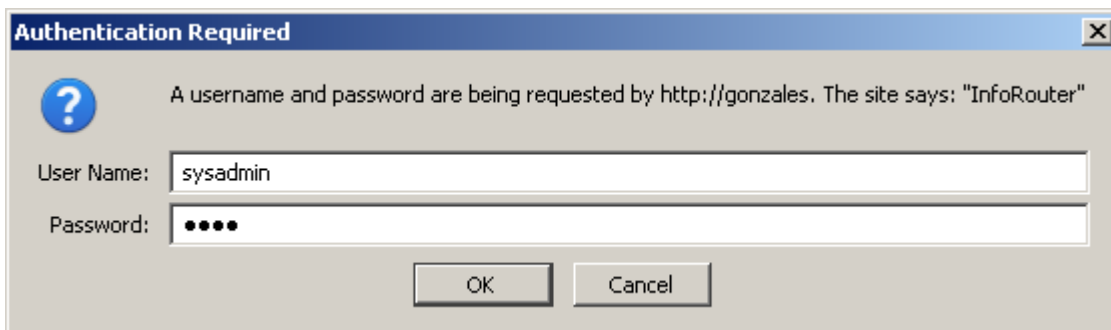 Authentication Required
A username and password are being requested by http://gonzales. The site says: "InfoRouter"
User Name: sysadmin
Password: ●●●●
OK Cancel